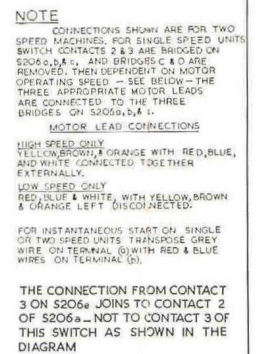 NOTE
CONNECTIONS SHOWN ARE FOR TWO
SPEED MACHINES, FOR SINGLE SPEED UNITS
SWITCH CONTACTS 2 & 3 ARE BRIDGED ON
S206a,b,&c, AND BRIDGES C & D ARE
REMOVED. THEN DEPENDENT ON MOTOR
OPERATING SPEED — SEE BELOW — THE
THREE APPROPRIATE MOTOR LEADS
ARE CONNECTED TO THE THREE
BRIDGES ON S206a,b,& c.
MOTOR LEAD CONNECTIONS
HIGH SPEED ONLY
YELLOW,BROWN,& ORANGE WITH RED,BLUE,
AND WHITE CONNECTED TOGETHER
EXTERNALLY.
LOW SPEED ONLY
RED,BLUE & WHITE, WITH YELLOW,BROWN
& ORANGE LEFT DISCONNECTED.
FOR INSTANTANEOUS START ON SINGLE
OR TWO SPEED UNITS TRANSPOSE GREY
WIRE ON TERMINAL (6) WITH RED & BLUE
WIRES ON TERMINAL (5).
THE CONNECTION FROM CONTACT
3 ON S206e JOINS TO CONTACT 2
OF S206a — NOT TO CONTACT 3 OF
THIS SWITCH AS SHOWN IN THE
DIAGRAM